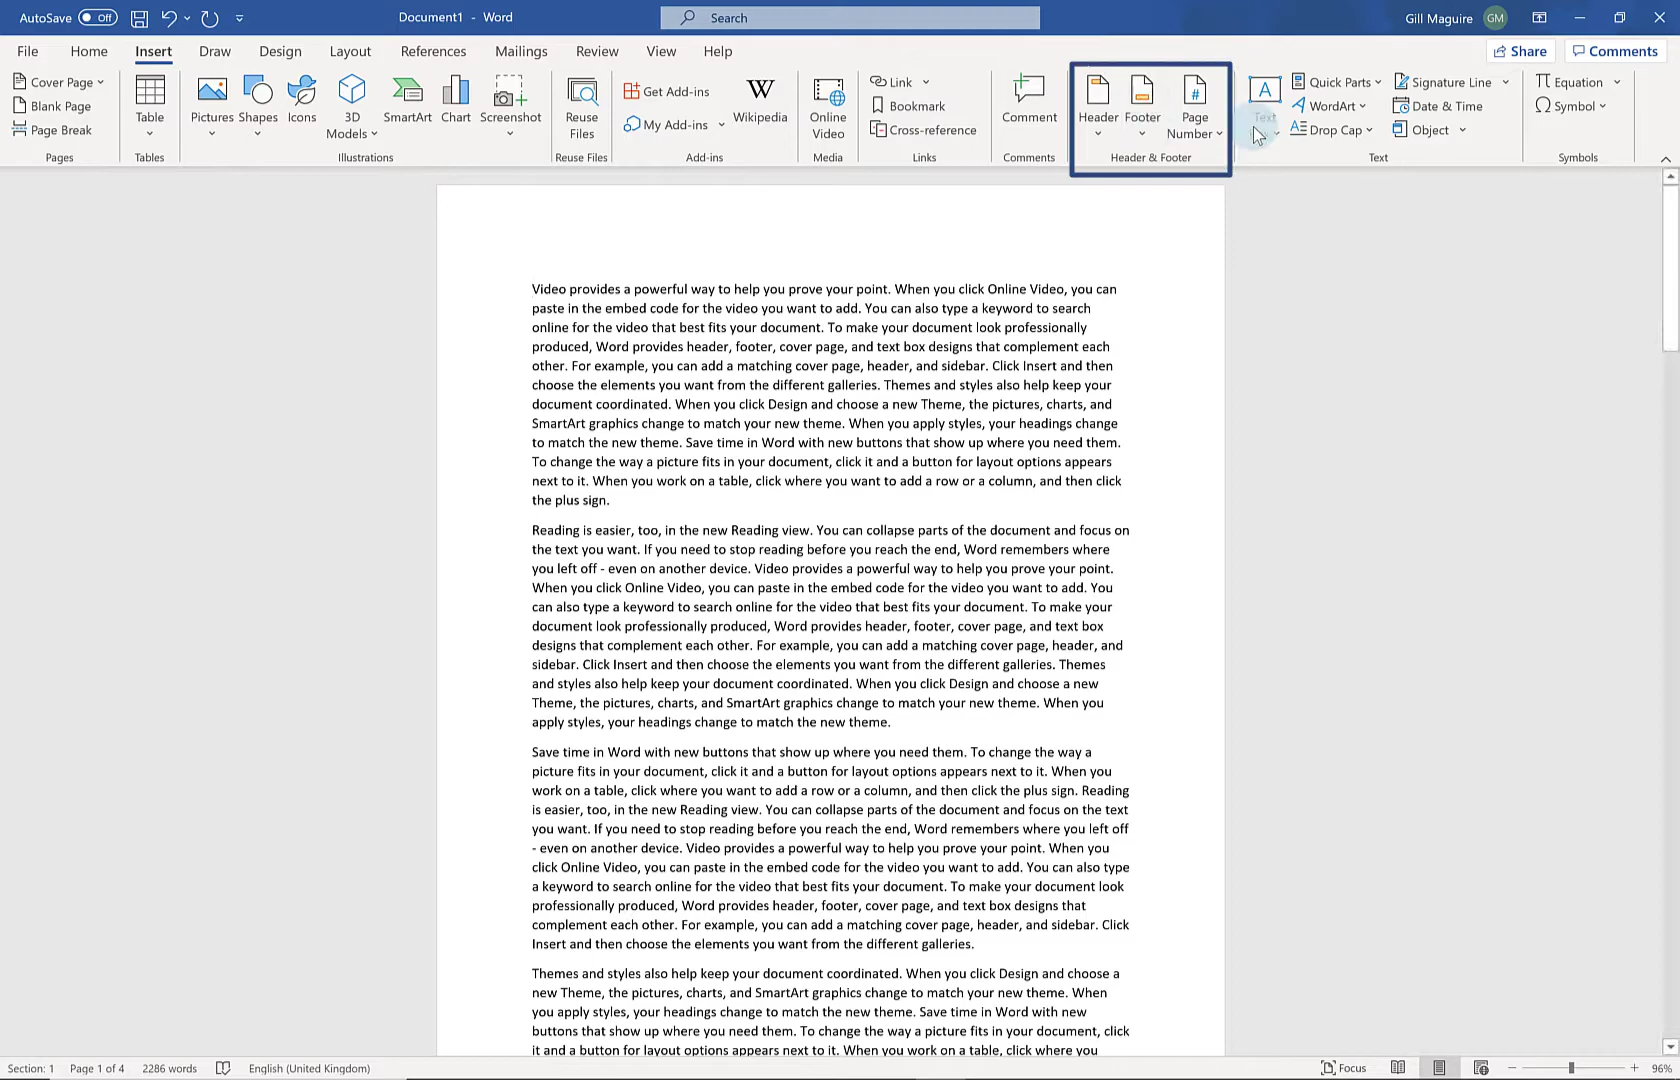 AutoSave Off Document1 - Word Search Gill Maguire GM
File Home Insert Draw Design Layout References Mailings Review View Help Share Comments
Cover Page
Blank Page
Page Break
Pages
Table
Tables
Pictures Shapes Icons 3D Models SmartArt Chart Screenshot
Illustrations
Reuse Files
Reuse Files
Get Add-ins
My Add-ins
Wikipedia
Add-ins
Online Video
Media
Link
Bookmark
Cross-reference
Links
Comment
Comments
Header Footer Page Number
Header & Footer
Text
Quick Parts
WordArt
Drop Cap
Signature Line
Date & Time
Object
Text
Equation
Symbol
Symbols
Video provides a powerful way to help you prove your point. When you click Online Video, you can
paste in the embed code for the video you want to add. You can also type a keyword to search
online for the video that best fits your document. To make your document look professionally
produced, Word provides header, footer, cover page, and text box designs that complement each
other. For example, you can add a matching cover page, header, and sidebar. Click Insert and then
choose the elements you want from the different galleries. Themes and styles also help keep your
document coordinated. When you click Design and choose a new Theme, the pictures, charts, and
SmartArt graphics change to match your new theme. When you apply styles, your headings change
to match the new theme. Save time in Word with new buttons that show up where you need them.
To change the way a picture fits in your document, click it and a button for layout options appears
next to it. When you work on a table, click where you want to add a row or a column, and then click
the plus sign.
Reading is easier, too, in the new Reading view. You can collapse parts of the document and focus on
the text you want. If you need to stop reading before you reach the end, Word remembers where
you left off - even on another device. Video provides a powerful way to help you prove your point.
When you click Online Video, you can paste in the embed code for the video you want to add. You
can also type a keyword to search online for the video that best fits your document. To make your
document look professionally produced, Word provides header, footer, cover page, and text box
designs that complement each other. For example, you can add a matching cover page, header, and
sidebar. Click Insert and then choose the elements you want from the different galleries. Themes
and styles also help keep your document coordinated. When you click Design and choose a new
Theme, the pictures, charts, and SmartArt graphics change to match your new theme. When you
apply styles, your headings change to match the new theme.
Save time in Word with new buttons that show up where you need them. To change the way a
picture fits in your document, click it and a button for layout options appears next to it. When you
work on a table, click where you want to add a row or a column, and then click the plus sign. Reading
is easier, too, in the new Reading view. You can collapse parts of the document and focus on the text
you want. If you need to stop reading before you reach the end, Word remembers where you left off
- even on another device. Video provides a powerful way to help you prove your point. When you
click Online Video, you can paste in the embed code for the video you want to add. You can also type
a keyword to search online for the video that best fits your document. To make your document look
professionally produced, Word provides header, footer, cover page, and text box designs that
complement each other. For example, you can add a matching cover page, header, and sidebar. Click
Insert and then choose the elements you want from the different galleries.
Themes and styles also help keep your document coordinated. When you click Design and choose a
new Theme, the pictures, charts, and SmartArt graphics change to match your new theme. When
you apply styles, your headings change to match the new theme. Save time in Word with new
buttons that show up where you need them. To change the way a picture fits in your document, click
it and a button for layout options appears next to it. When you work on a table, click where you
Section: 1 Page 1 of 4 2286 words English (United Kingdom) Focus 96%